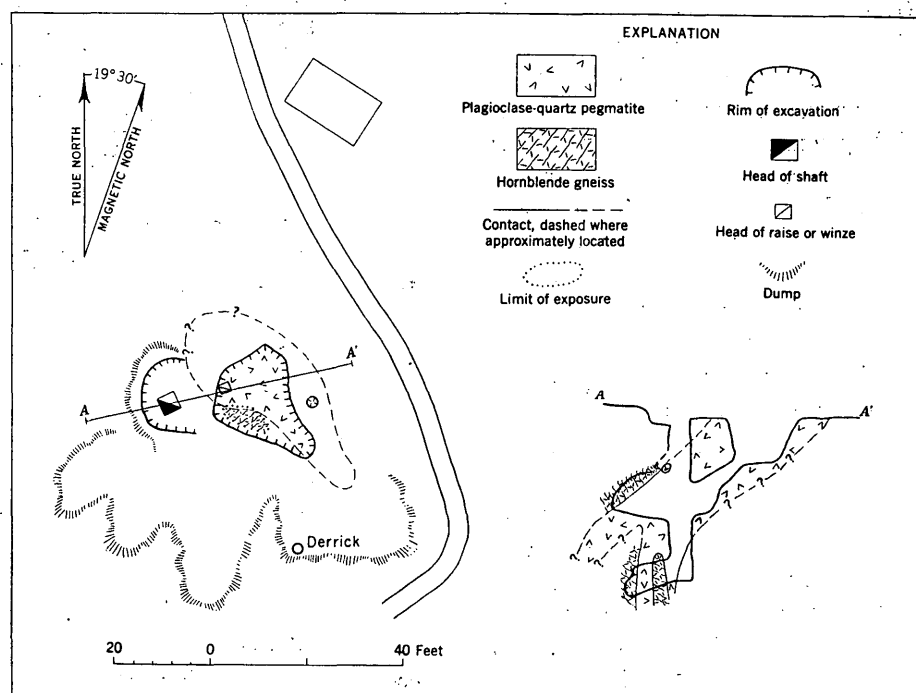 EXPLANATION
19°30'
TRUE NORTH
MAGNETIC NORTH
Plagioclase-quartz pegmatite
Rim of excavation
Hornblende gneiss
Head of shaft
Contact, dashed where
approximately located
Head of raise or winze
Limit of exposure
Dump
? ?
?
A
A'
A
A'
?
?
?
?
?
?
?
Derrick
20 0 40 Feet